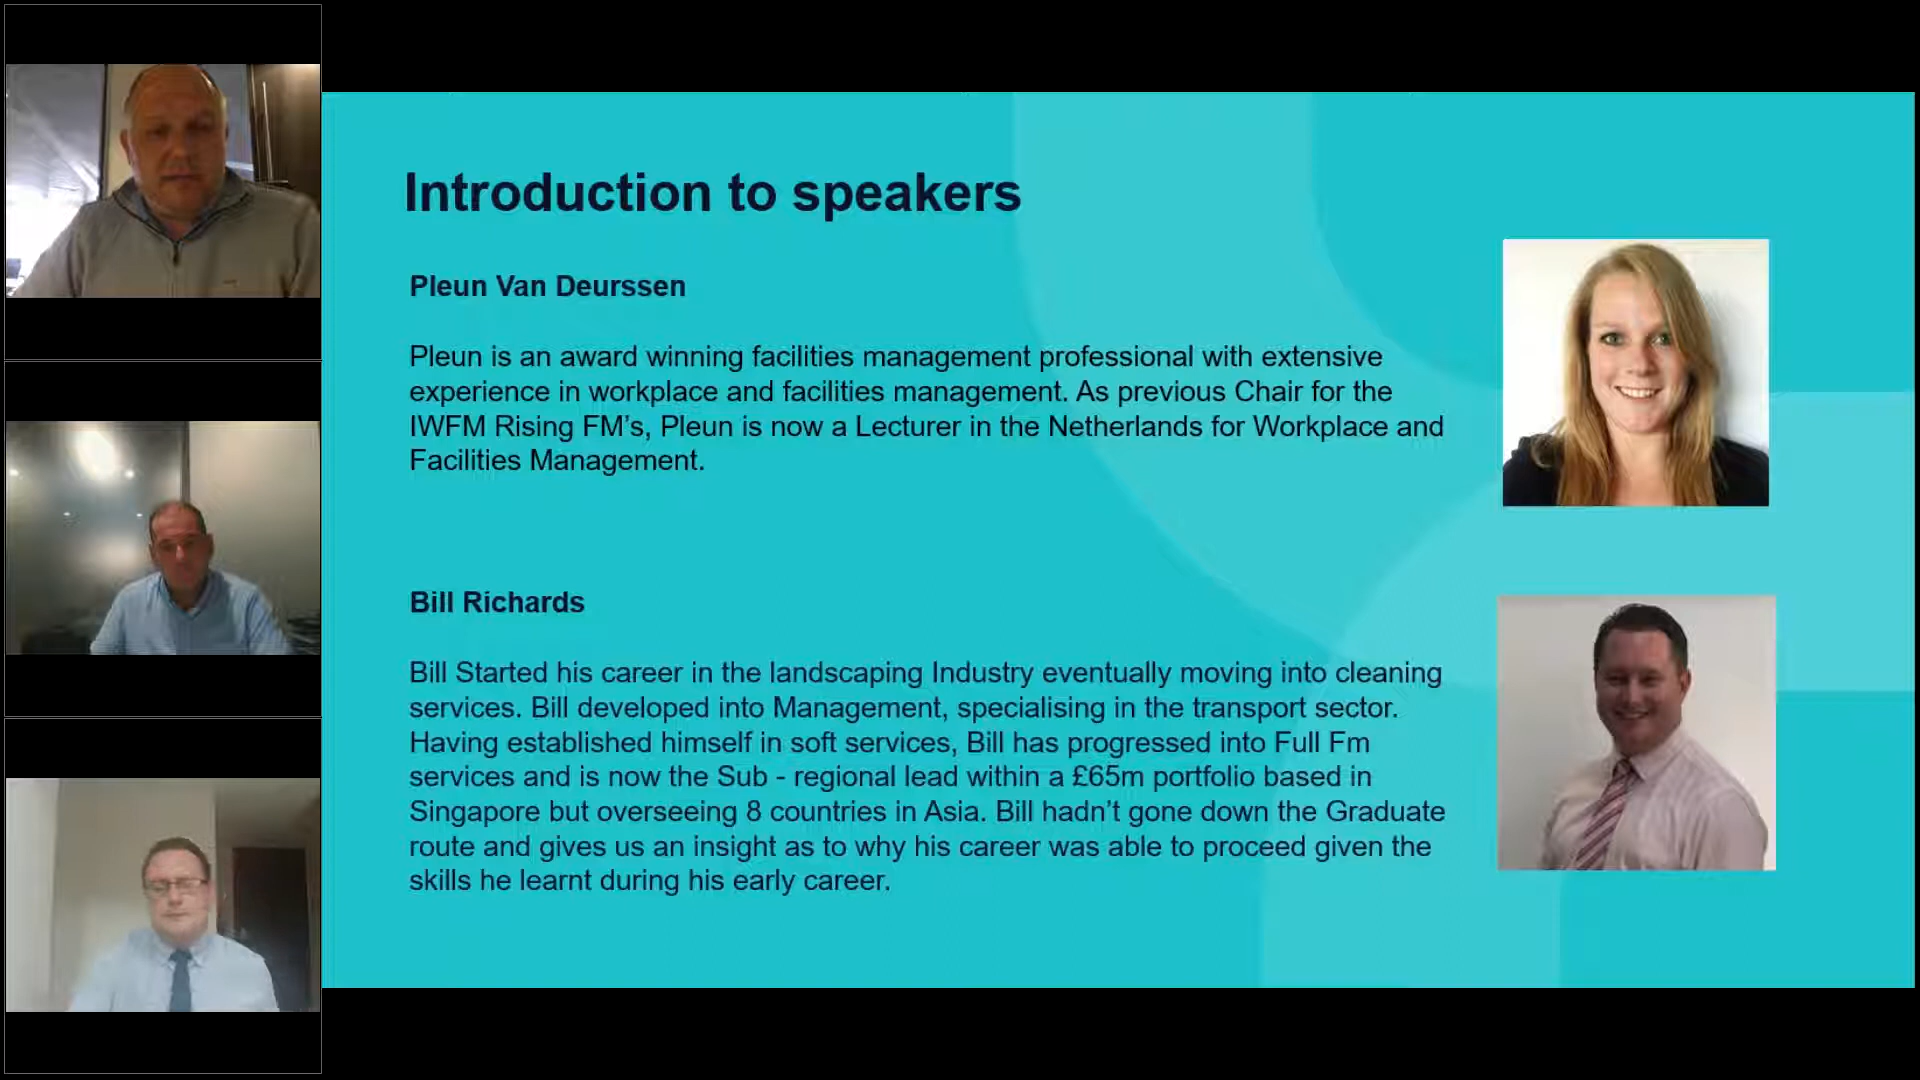 Introduction to speakers
Pleun Van Deurssen
Pleun is an award winning facilities management professional with extensive
experience in workplace and facilities management. As previous Chair for the
IWFM Rising FM’s, Pleun is now a Lecturer in the Netherlands for Workplace and
Facilities Management.
Bill Richards
Bill Started his career in the landscaping Industry eventually moving into cleaning
services. Bill developed into Management, specialising in the transport sector.
Having established himself in soft services, Bill has progressed into Full Fm
services and is now the Sub - regional lead within a £65m portfolio based in
Singapore but overseeing 8 countries in Asia. Bill hadn’t gone down the Graduate
route and gives us an insight as to why his career was able to proceed given the
skills he learnt during his early career.